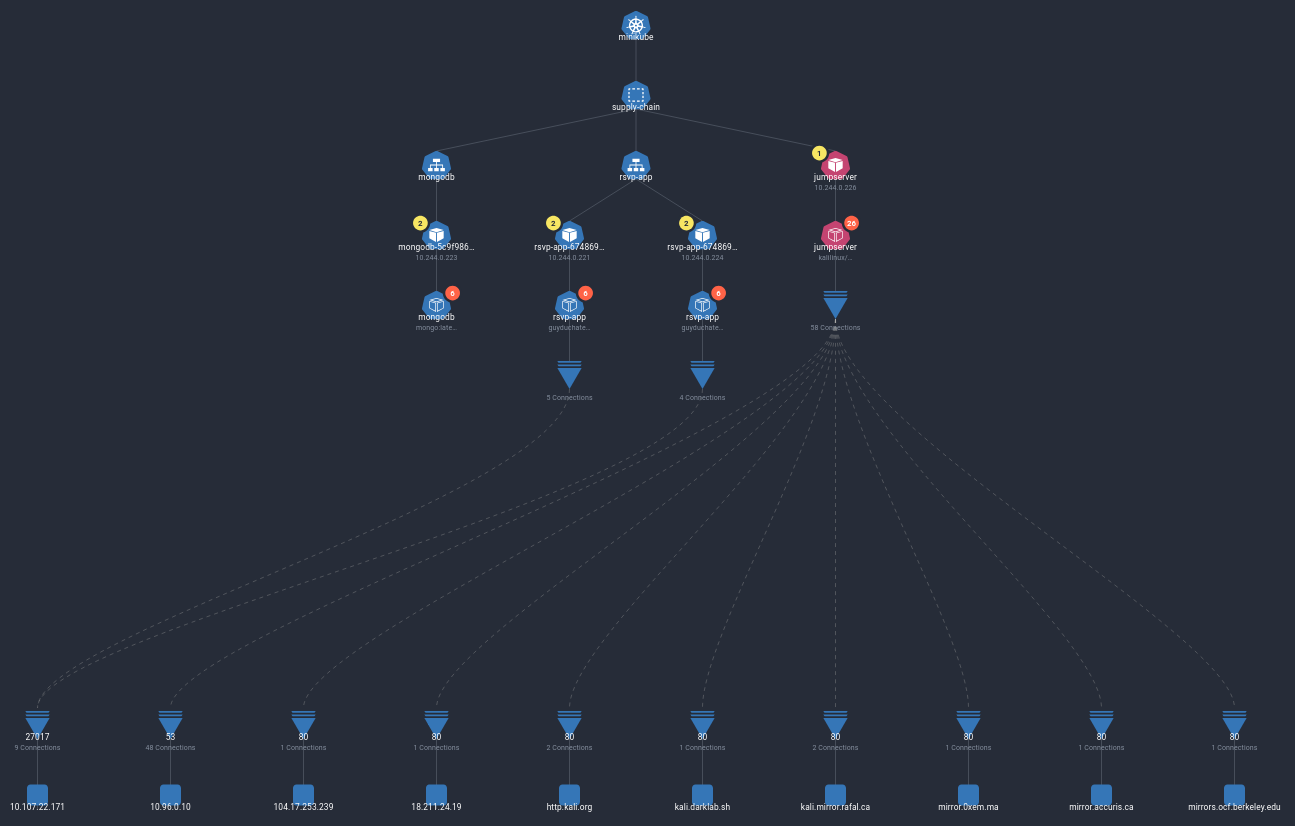 minikube
supply-chain
mongodb
rsvp-app
1
jumpserver
10.244.0.226
2
mongodb-5c9f986...
10.244.0.223
2
rsvp-app-674869...
10.244.0.221
2
rsvp-app-674869...
10.244.0.224
26
jumpserver
kalilinux/...
6
mongodb
mongo:late...
6
rsvp-app
guyduchate...
6
rsvp-app
guyduchate...
58 Connections
5 Connections
4 Connections
27017
9 Connections
53
48 Connections
80
1 Connections
80
1 Connections
80
2 Connections
80
1 Connections
80
2 Connections
80
1 Connections
80
1 Connections
80
1 Connections
10.107.22.171
10.96.0.10
104.17.253.239
18.211.24.19
http.kali.org
kali.darklab.sh
kali.mirror.rafal.ca
mirror.0xem.ma
mirror.accuris.ca
mirrors.ocf.berkeley.edu